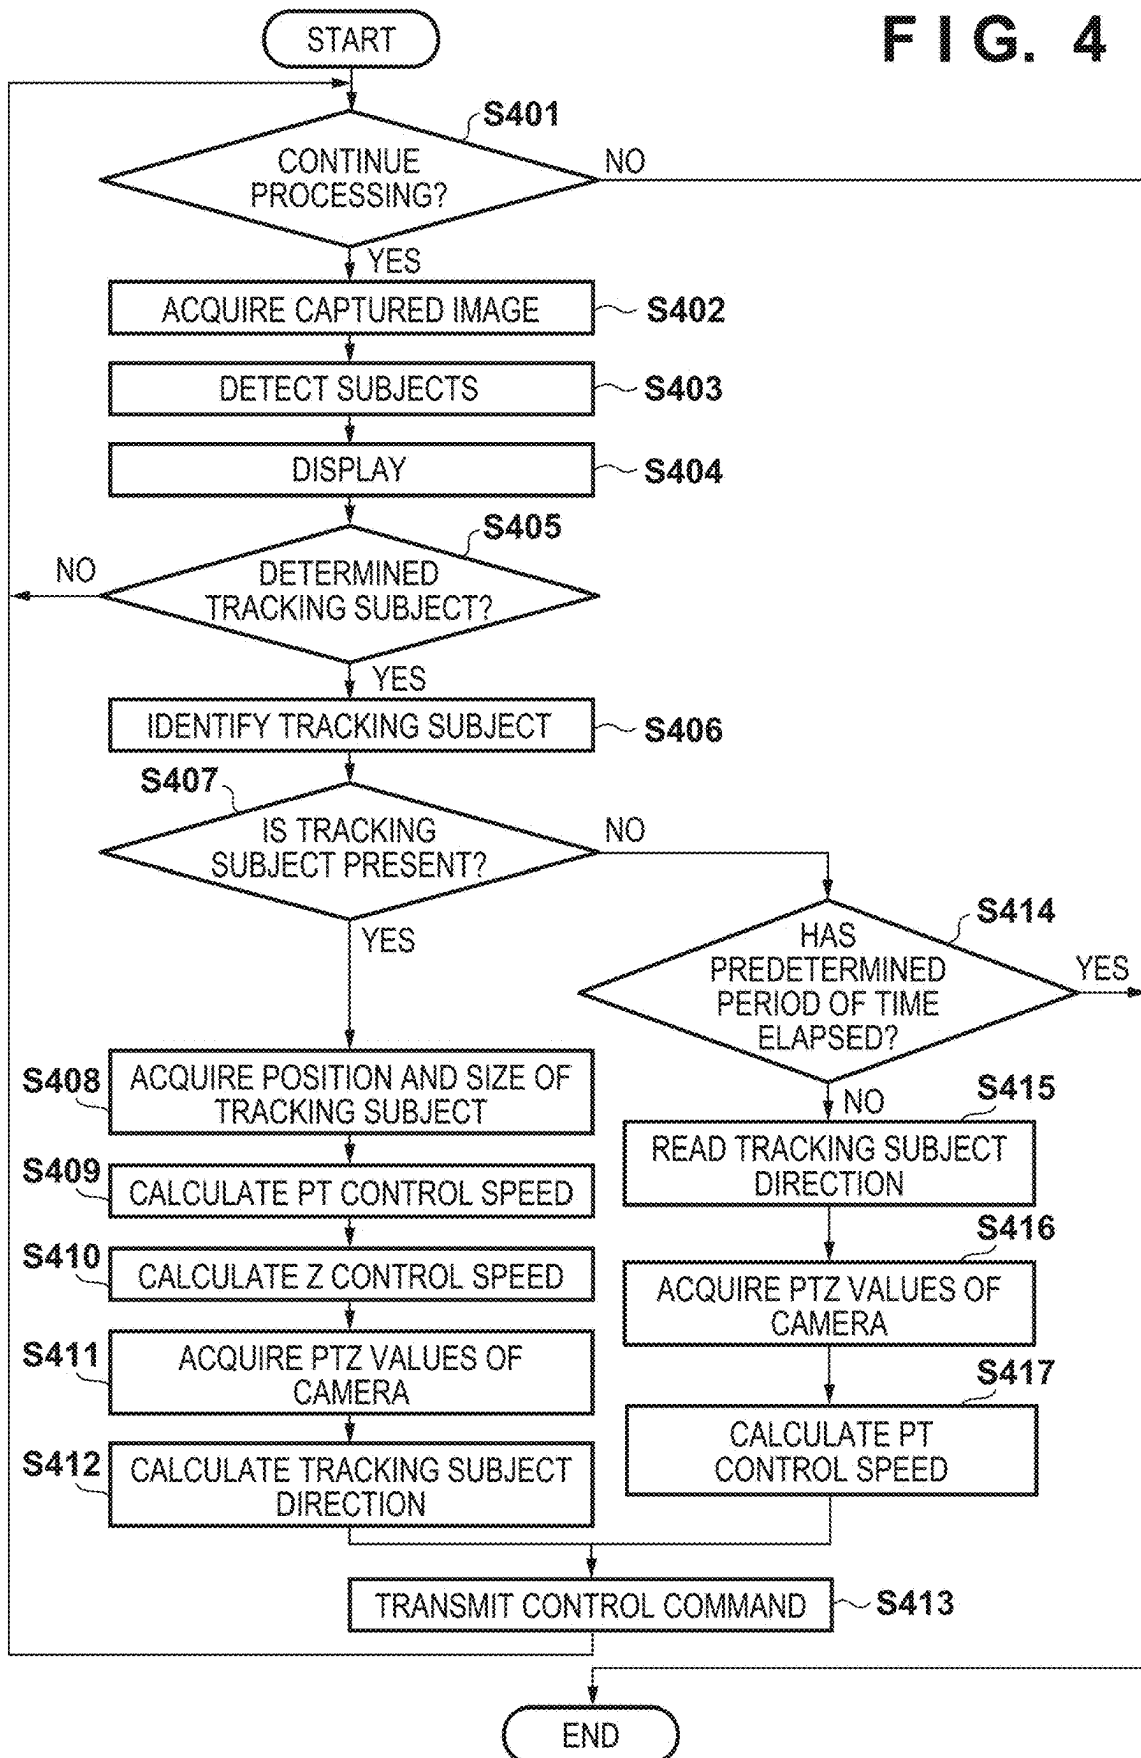 FIG. 4
START
S401
CONTINUE
PROCESSING?
NO
YES
ACQUIRE CAPTURED IMAGE
S402
DETECT SUBJECTS
S403
DISPLAY
S404
S405
DETERMINED
TRACKING SUBJECT?
NO
YES
IDENTIFY TRACKING SUBJECT
S406
S407
IS TRACKING
SUBJECT PRESENT?
NO
YES
S414
HAS
PREDETERMINED
PERIOD OF TIME
ELAPSED?
YES
NO
S408
ACQUIRE POSITION AND SIZE OF
TRACKING SUBJECT
S409
CALCULATE PT CONTROL SPEED
S410
CALCULATE Z CONTROL SPEED
S411
ACQUIRE PTZ VALUES OF
CAMERA
S412
CALCULATE TRACKING SUBJECT
DIRECTION
S415
READ TRACKING SUBJECT
DIRECTION
S416
ACQUIRE PTZ VALUES OF
CAMERA
S417
CALCULATE PT
CONTROL SPEED
TRANSMIT CONTROL COMMAND
S413
END